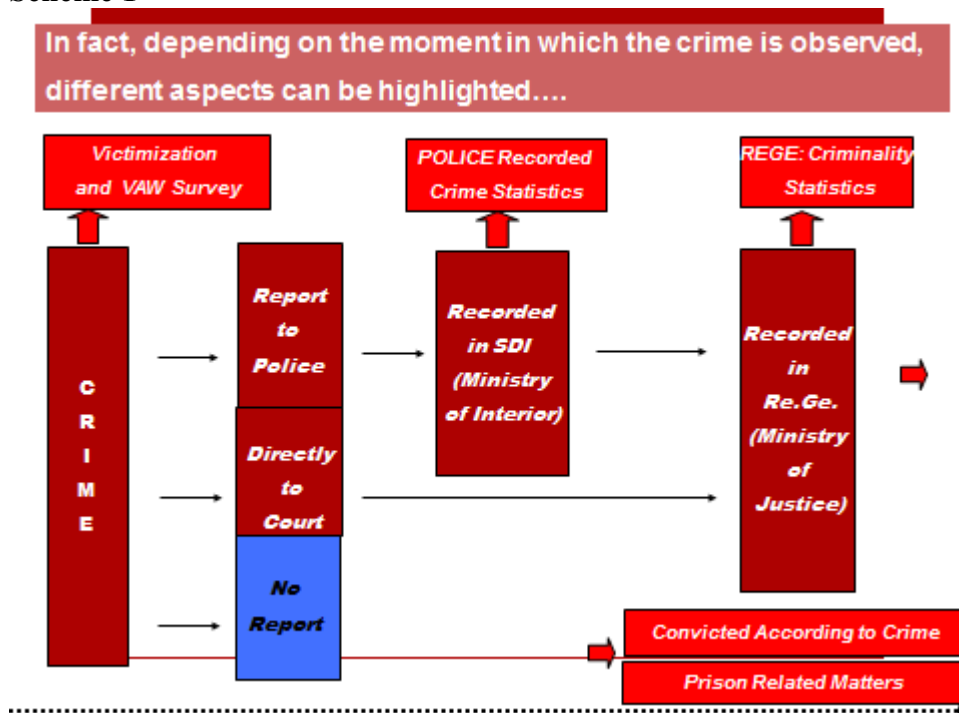 In fact, depending on the moment in which the crime is observed,
different aspects can be highlighted....
Victimization
and VAW Survey
POLICE Recorded
Crime Statistics
REGE: Criminality
Statistics
C
R
I
M
E
Report
to
Police
Directly
to
Court
No
Report
Recorded
in SDI
(Ministry
of Interior)
Recorded
in
Re.Ge.
(Ministry
of
Justice)
Convicted According to Crime
Prison Related Matters